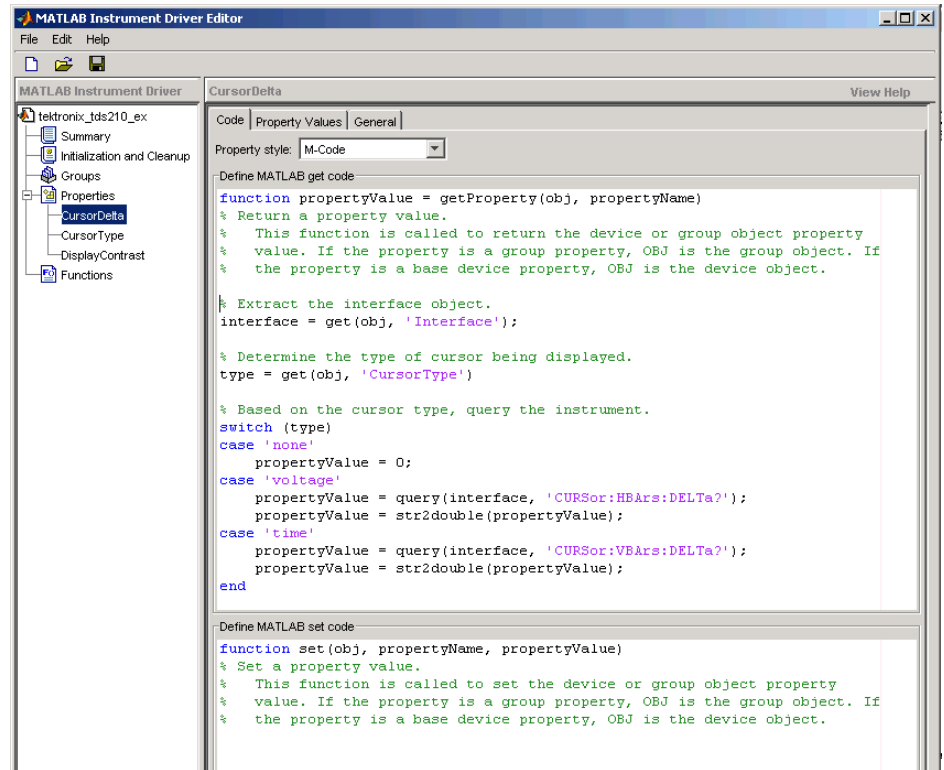 MATLAB Instrument Driver Editor
File Edit Help
MATLAB Instrument Driver
CursorDelta
View Help
tektronix_tds210_ex
Summary
Initialization and Cleanup
Groups
Properties
CursorDelta
CursorType
DisplayContrast
Functions
Code Property Values General
Property style: M-Code
Define MATLAB get code
function propertyValue = getProperty(obj, propertyName)
% Return a property value.
%   This function is called to return the device or group object property
%   value. If the property is a group property, OBJ is the group object. If
%   the property is a base device property, OBJ is the device object.
% Extract the interface object.
interface = get(obj, 'Interface');
% Determine the type of cursor being displayed.
type = get(obj, 'CursorType')
% Based on the cursor type, query the instrument.
switch (type)
case 'none'
    propertyValue = 0;
case 'voltage'
    propertyValue = query(interface, 'CURSor:HBArs:DELTa?');
    propertyValue = str2double(propertyValue);
case 'time'
    propertyValue = query(interface, 'CURSor:VBArs:DELTa?');
    propertyValue = str2double(propertyValue);
end
Define MATLAB set code
function set(obj, propertyName, propertyValue)
% Set a property value.
%   This function is called to set the device or group object property
%   value. If the property is a group property, OBJ is the group object. If
%   the property is a base device property, OBJ is the device object.